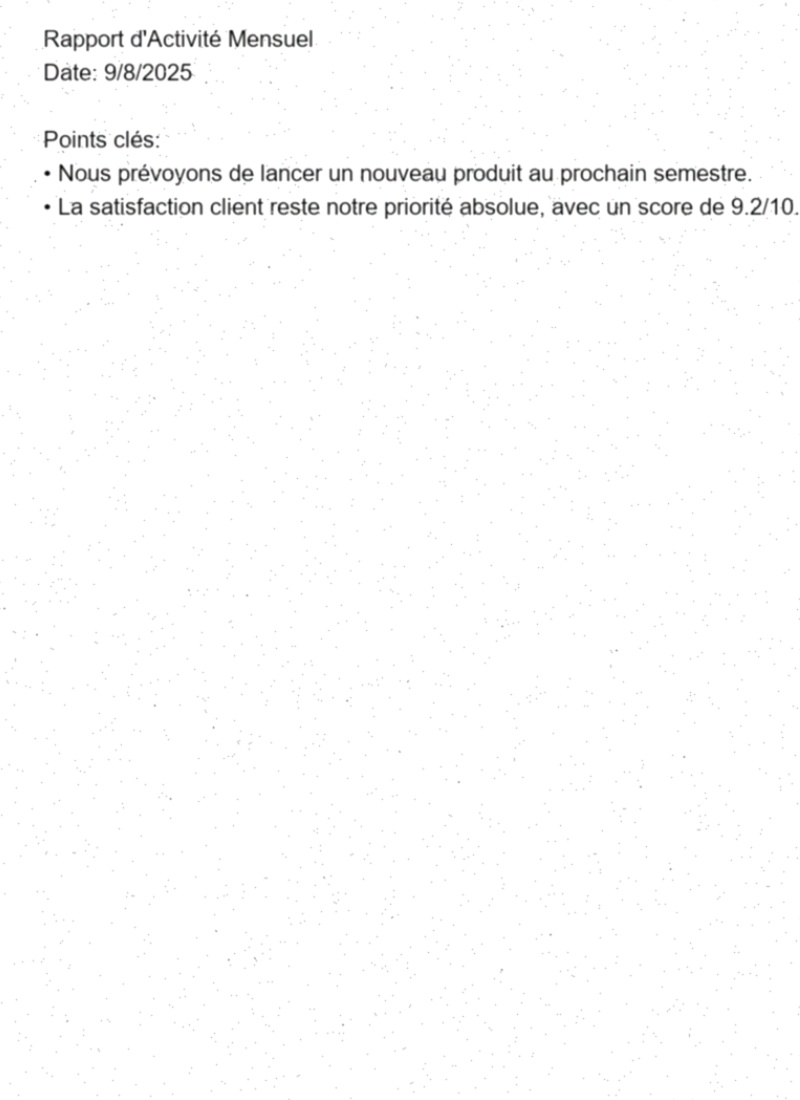 Rapport d'Activité Mensuel
Date: 9/8/2025
Points clés:
• Nous prévoyons de lancer un nouveau produit au prochain semestre.
• La satisfaction client reste notre priorité absolue, avec un score de 9.2/10.